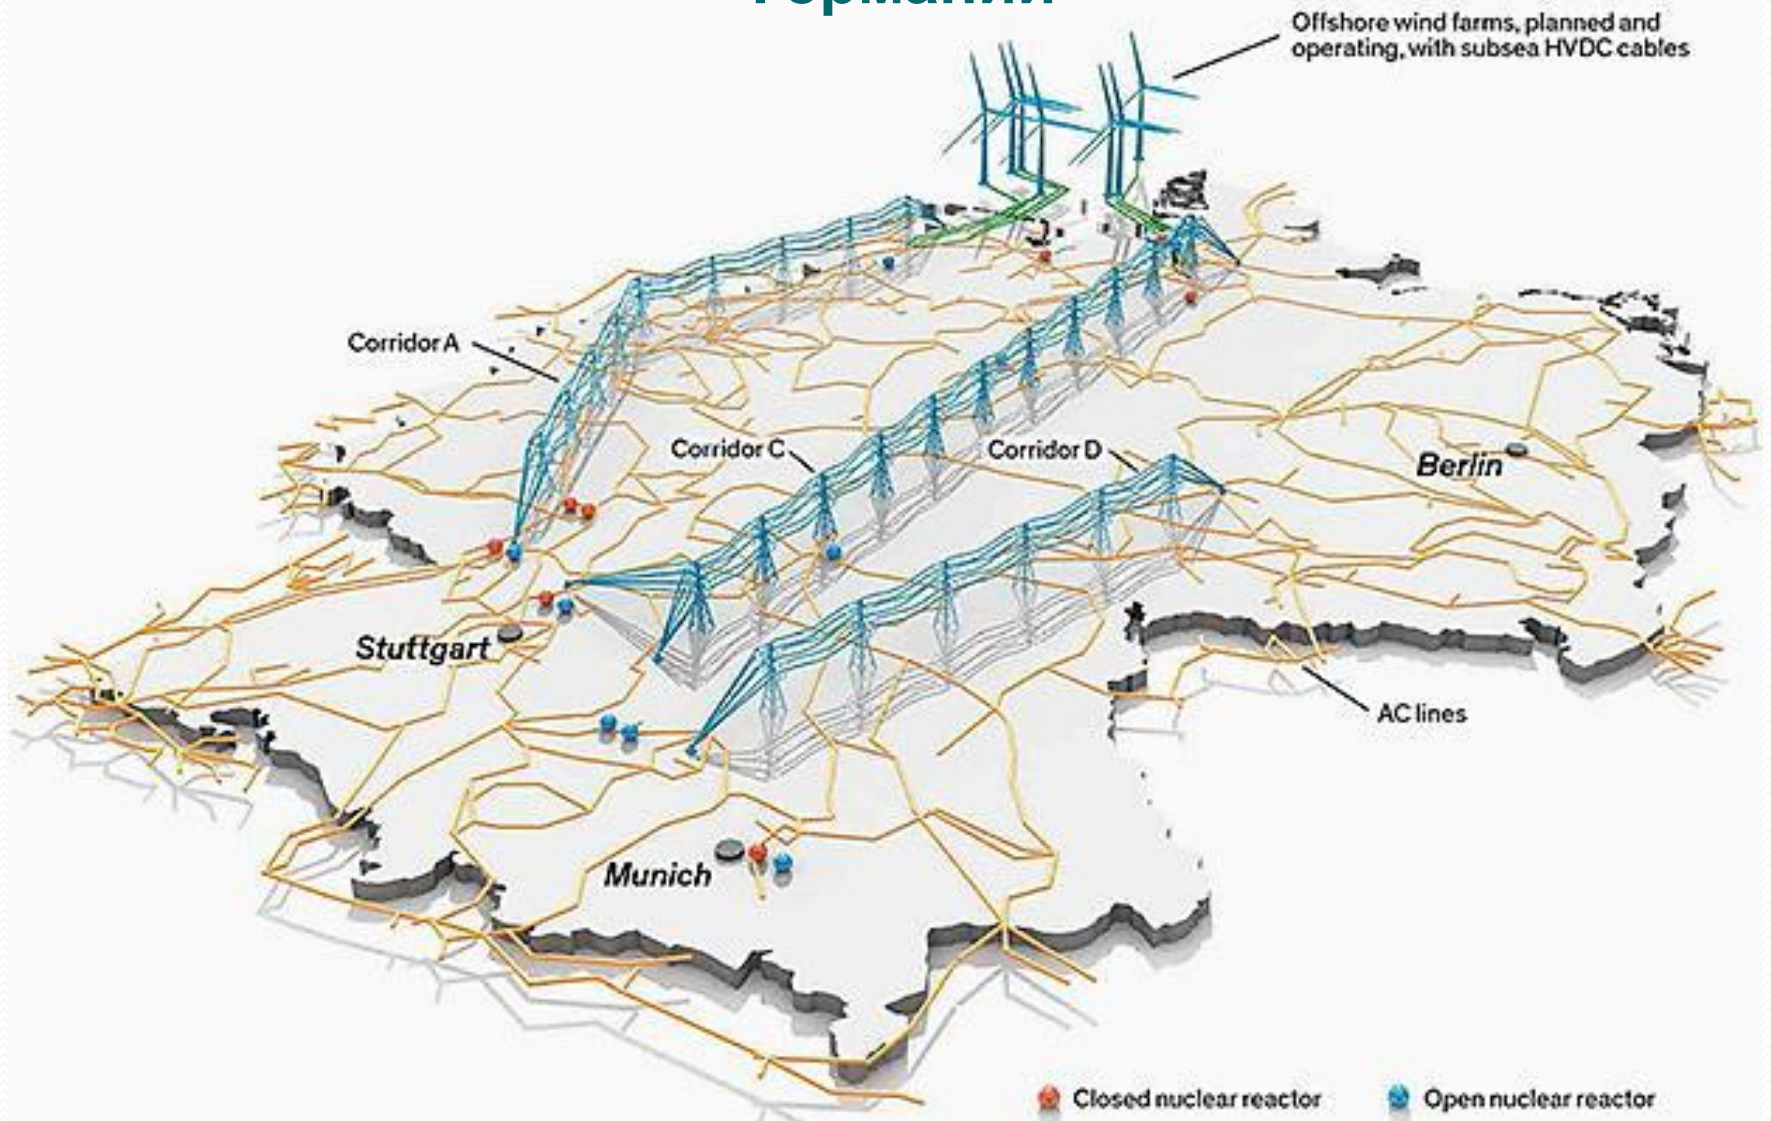 Германии
Offshore wind farms, planned and
operating, with subsea HVDC cables
Corridor A
Corridor C
Corridor D
Berlin
Stuttgart
AC lines
Munich
Closed nuclear reactor
Open nuclear reactor